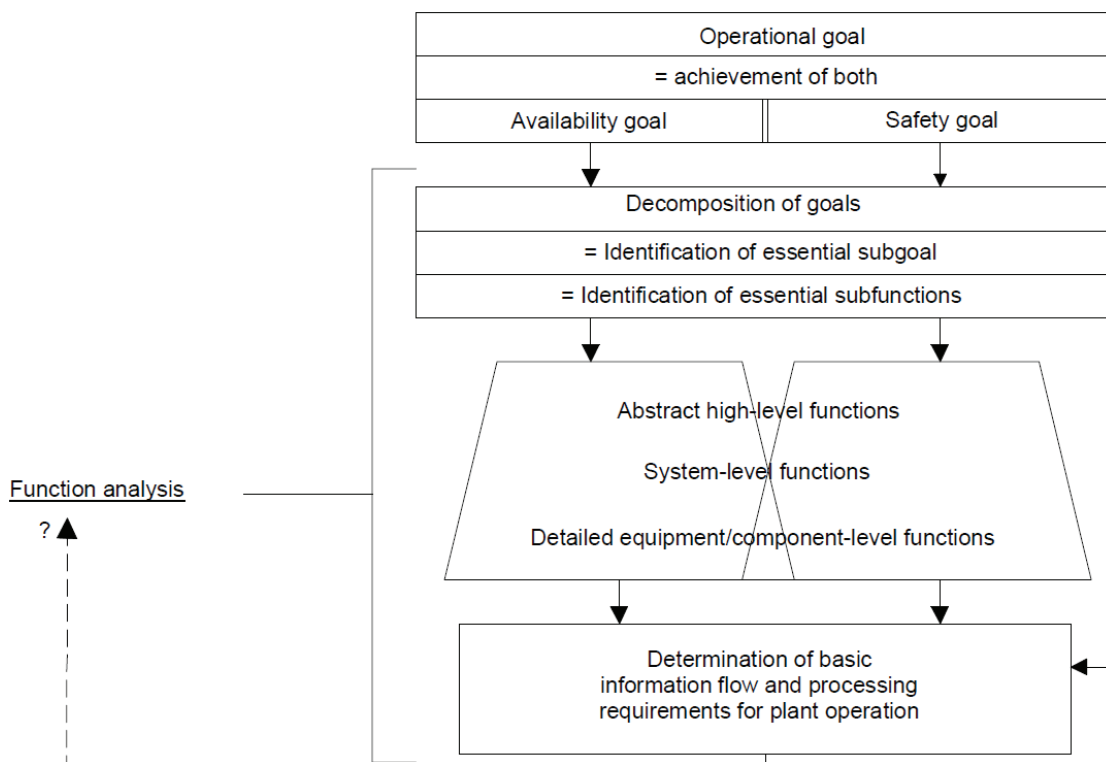 Operational goal
= achievement of both
Availability goal
Safety goal
Decomposition of goals
= Identification of essential subgoal
= Identification of essential subfunctions
Abstract high-level functions
System-level functions
Detailed equipment/component-level functions
Function analysis
?
Determination of basic
information flow and processing
requirements for plant operation